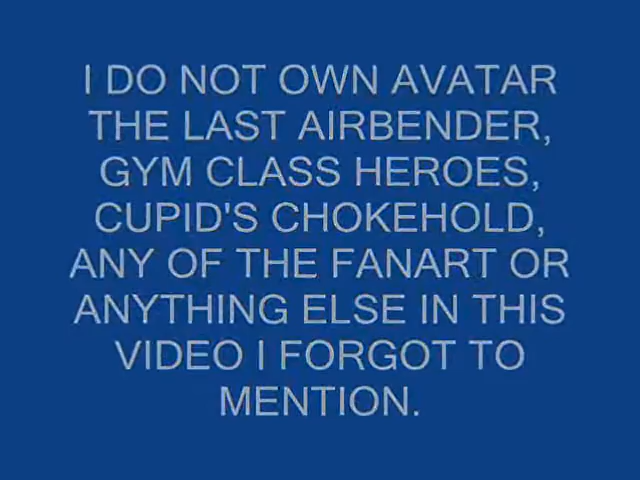 I DO NOT OWN AVATAR
THE LAST AIRBENDER,
GYM CLASS HEROES,
CUPID'S CHOKEHOLD,
ANY OF THE FANART OR
ANYTHING ELSE IN THIS
VIDEO I FORGOT TO
MENTION.